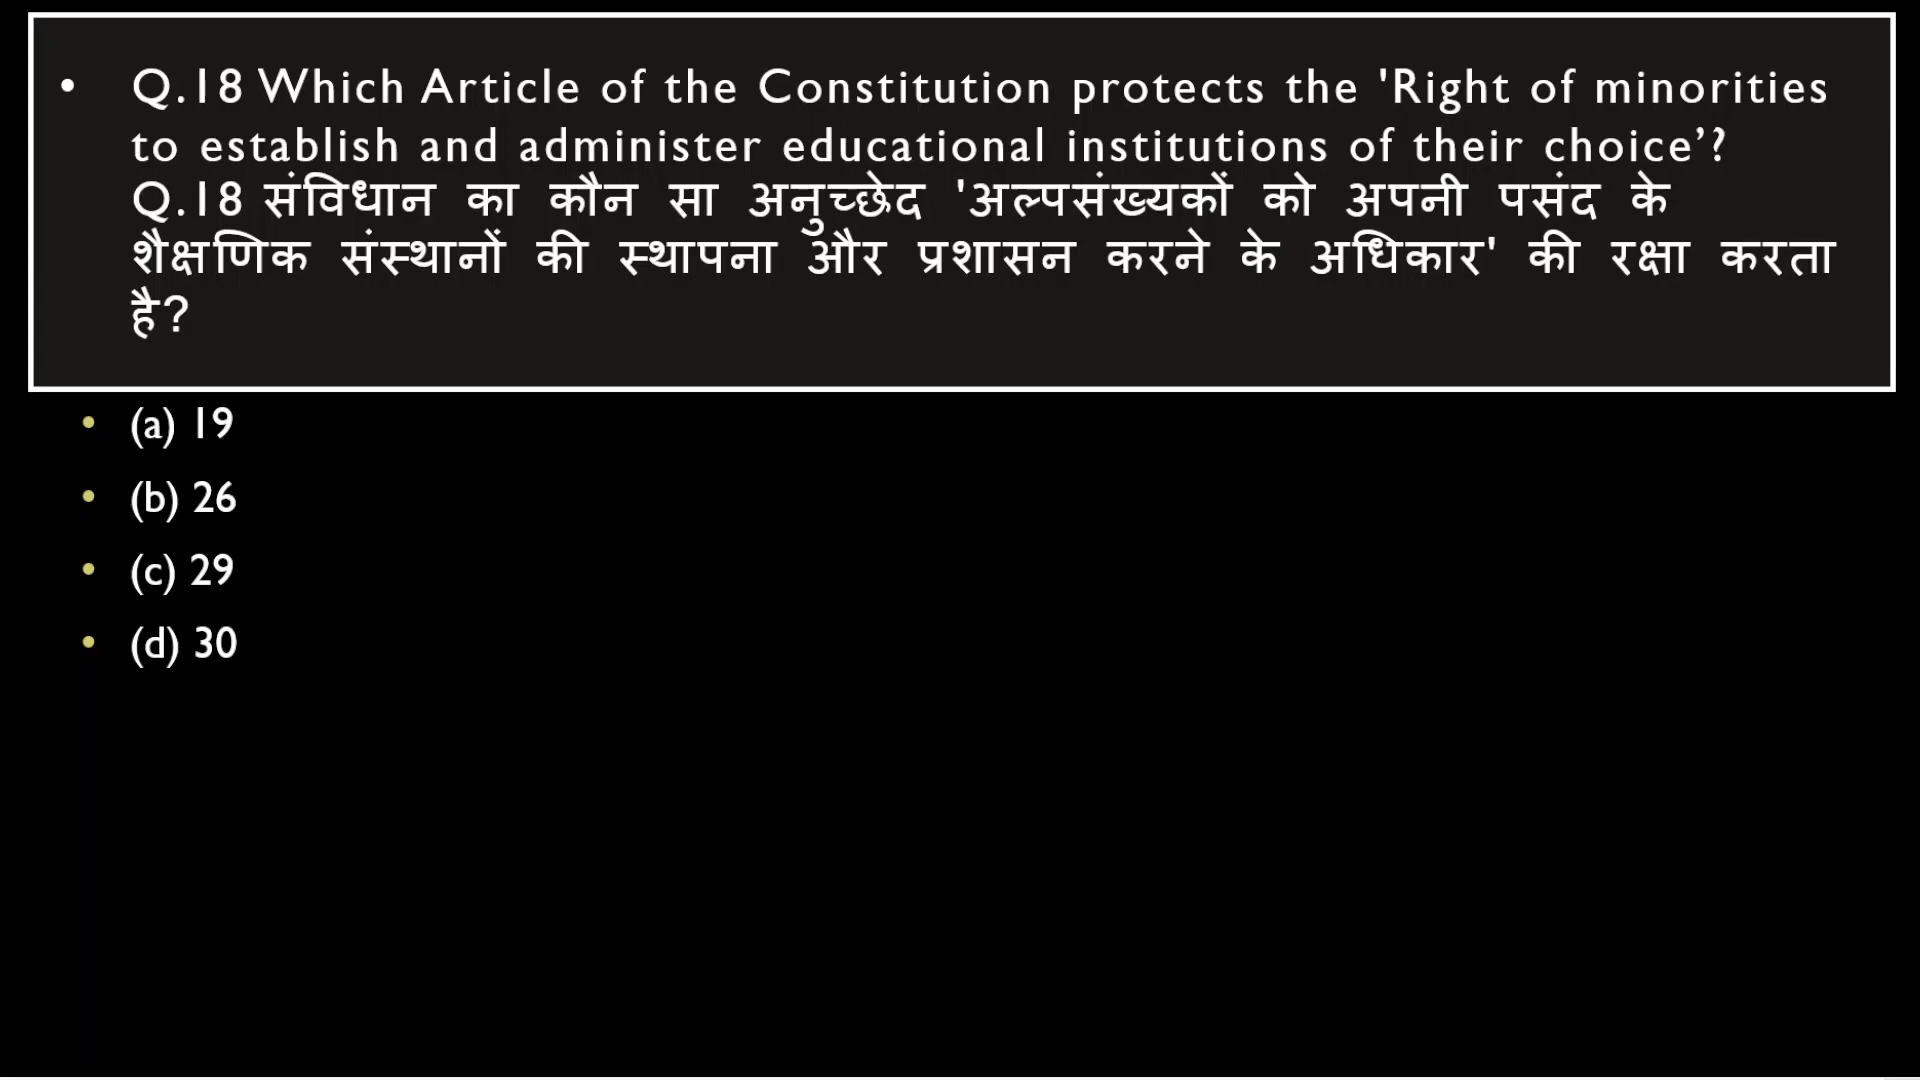 • Q.18 Which Article of the Constitution protects the 'Right of minorities
to establish and administer educational institutions of their choice’?
Q.18 संविधान का कौन सा अनुच्छेद 'अल्पसंख्यकों को अपनी पसंद के
शैक्षणिक संस्थानों की स्थापना और प्रशासन करने के अधिकार' की रक्षा करता
है?
• (a) 19
• (b) 26
• (c) 29
• (d) 30